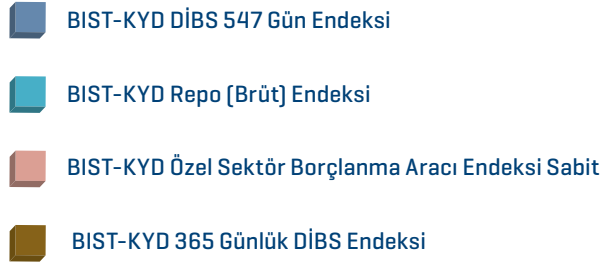 BIST-KYD DİBS 547 Gün Endeksi
BIST-KYD Repo (Brüt) Endeksi
BIST-KYD Özel Sektör Borçlanma Aracı Endeksi Sabit
BIST-KYD 365 Günlük DİBS Endeksi